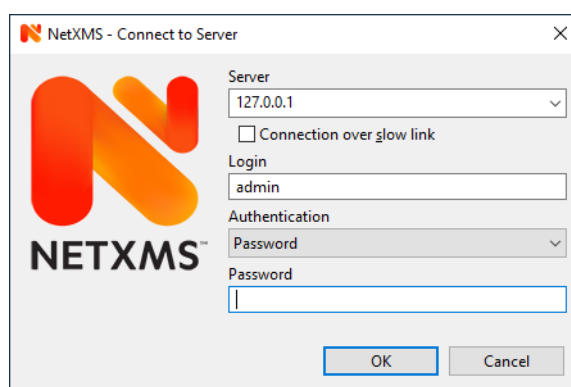 NetXMS - Connect to Server
Server
127.0.0.1
Connection over slow link
Login
admin
Authentication
Password
NETXMS™
Password
OK Cancel